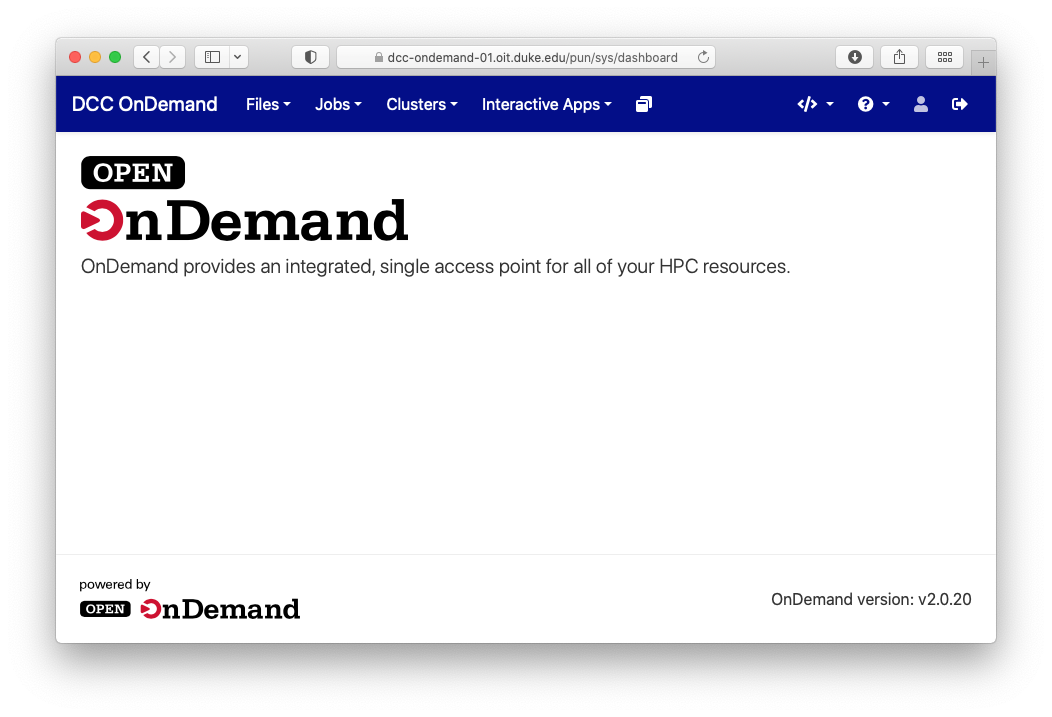 dcc-ondemand-01.oit.duke.edu/pun/sys/dashboard
DCC OnDemand Files Jobs Clusters Interactive Apps
OPEN
OnDemand
OnDemand provides an integrated, single access point for all of your HPC resources.
powered by
OPEN OnDemand
OnDemand version: v2.0.20